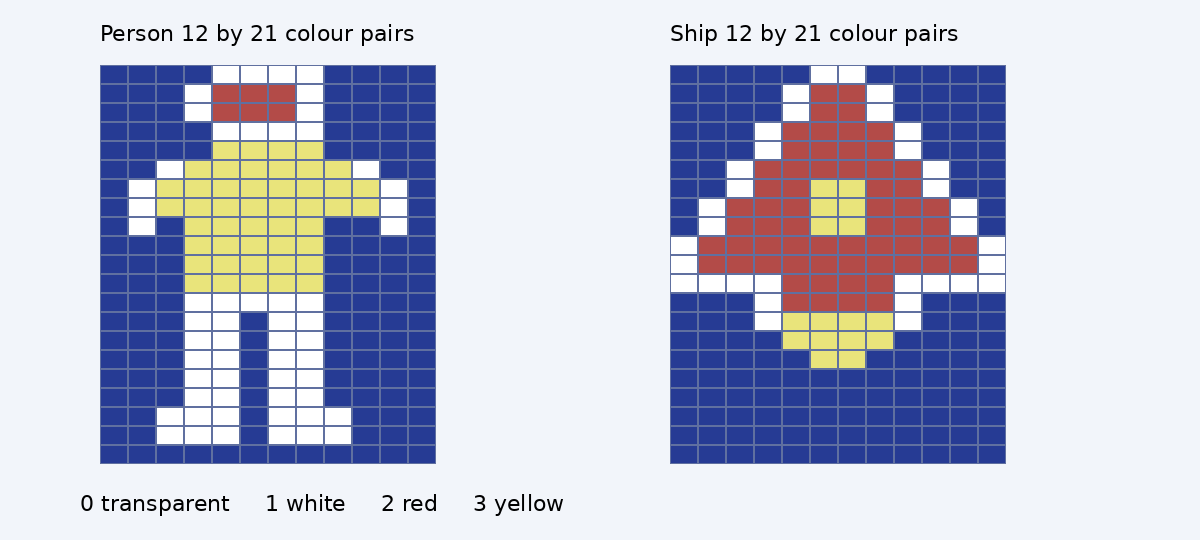 Person 12 by 21 colour pairs
Ship 12 by 21 colour pairs
0 transparent 1 white 2 red 3 yellow